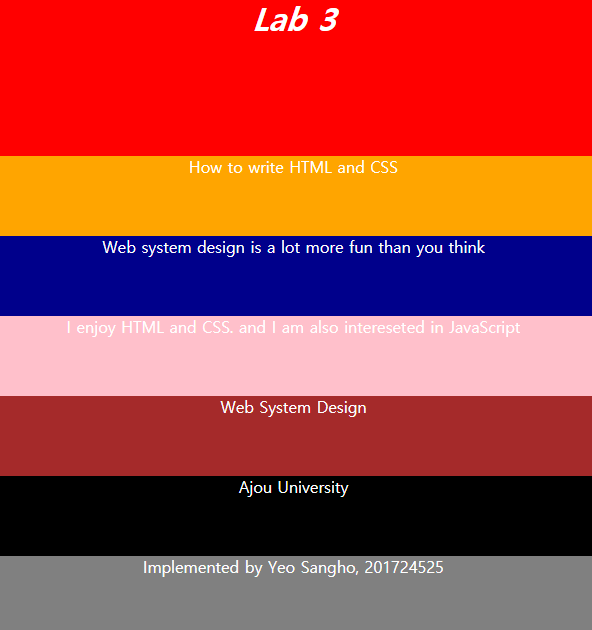 Lab 3
How to write HTML and CSS
Web system design is a lot more fun than you think
I enjoy HTML and CSS. and I am also intereseted in JavaScript
Web System Design
Ajou University
Implemented by Yeo Sangho, 201724525